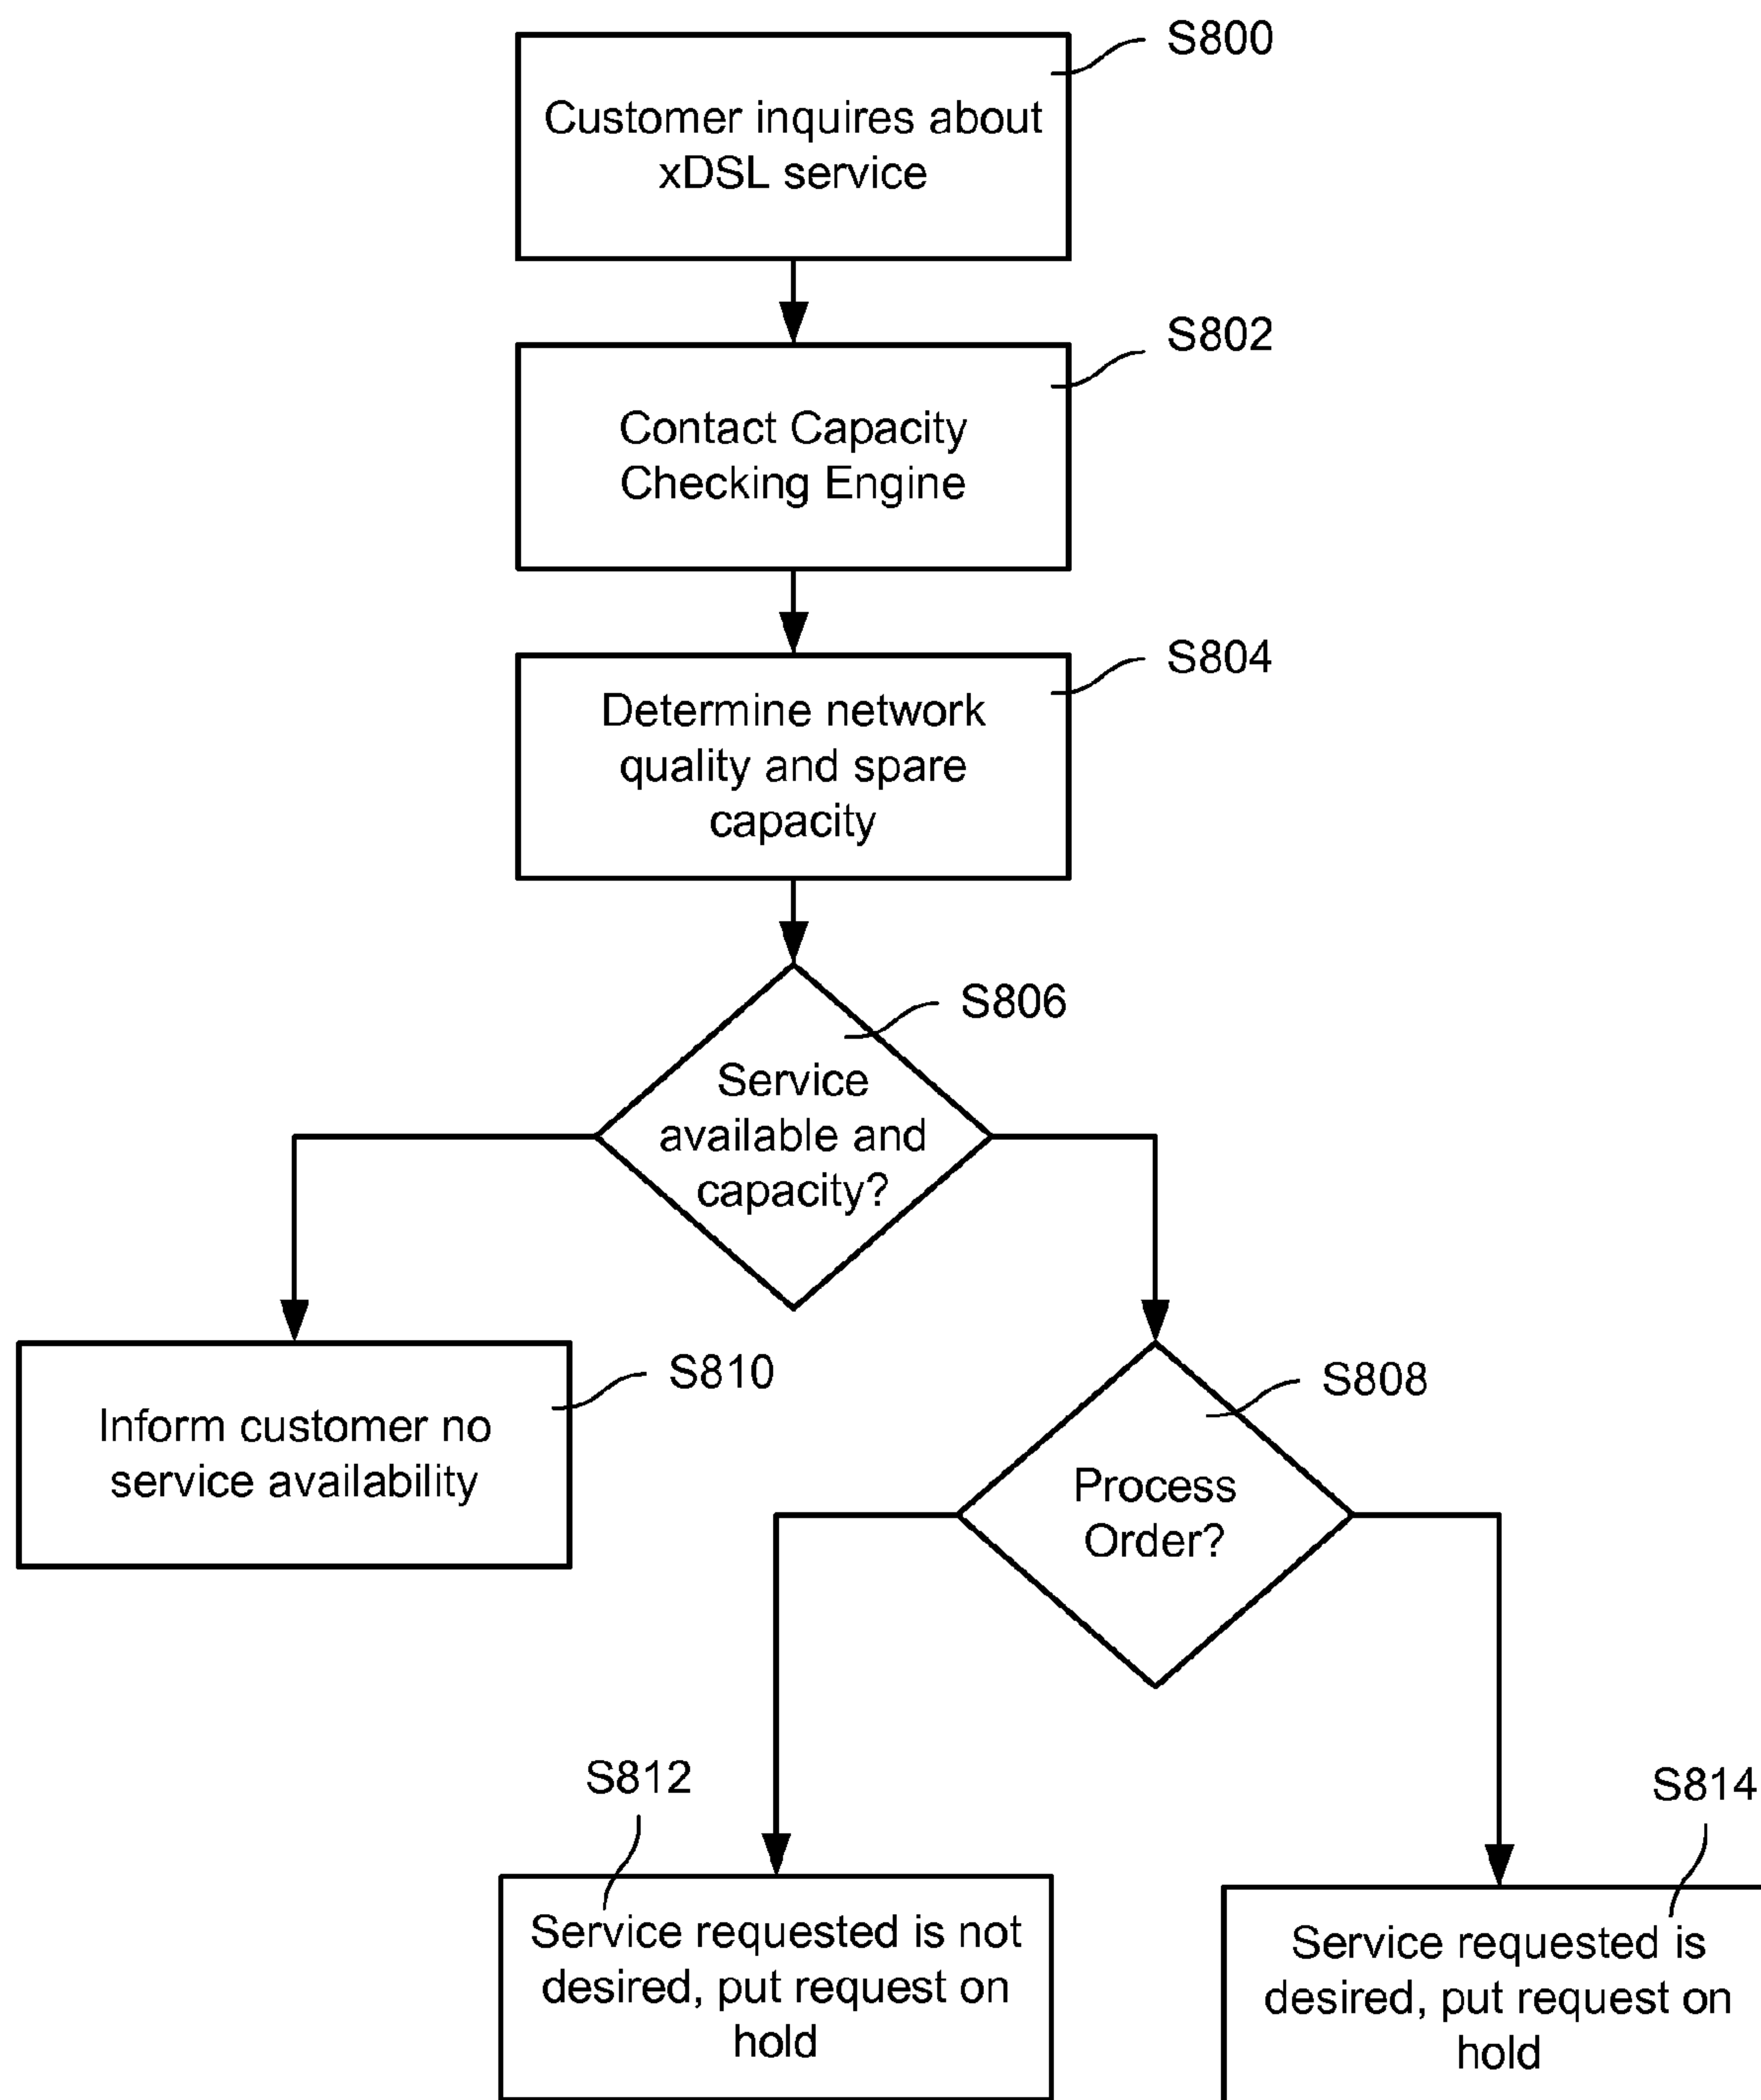 S800
Customer inquires about
xDSL service
S802
Contact Capacity
Checking Engine
S804
Determine network
quality and spare
capacity
S806
Service
available and
capacity?
S810
Inform customer no
service availability
S808
Process
Order?
S812
Service requested is not
desired, put request on
hold
S814
Service requested is
desired, put request on
hold